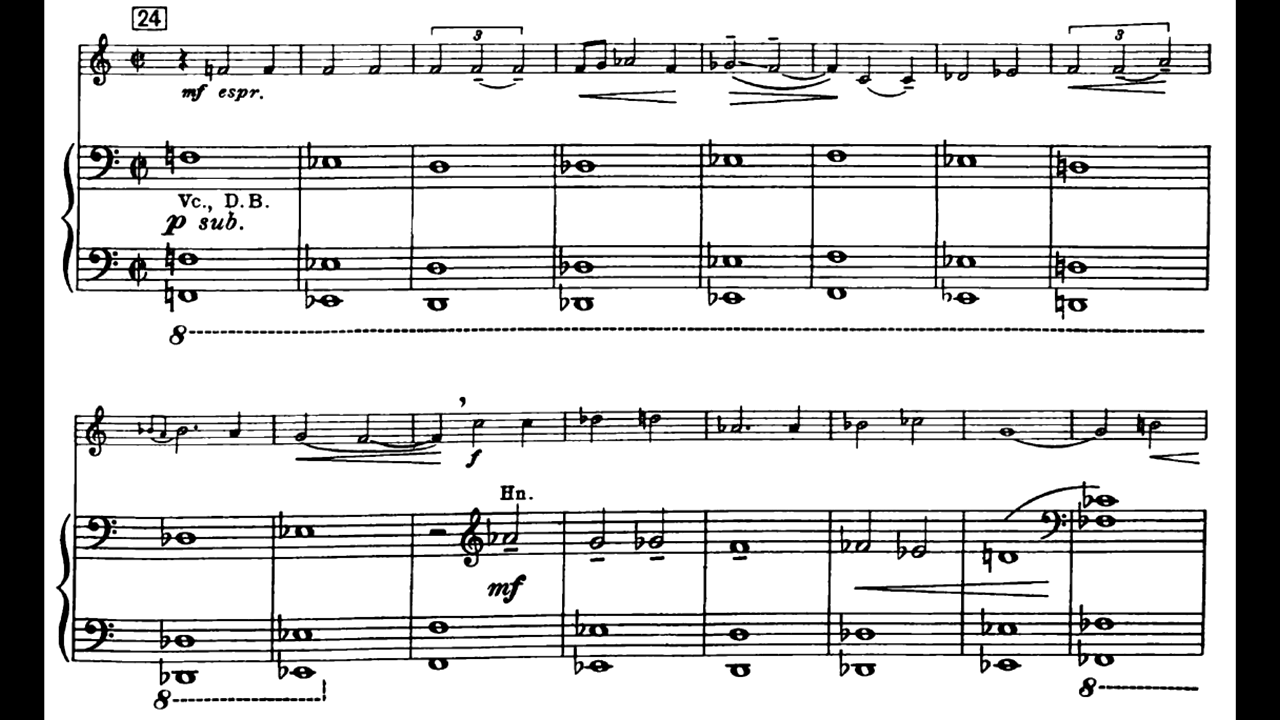 24
3
3
mf espr.
Vc., D.B.
p sub.
8
f
Hn.
mf
8
8